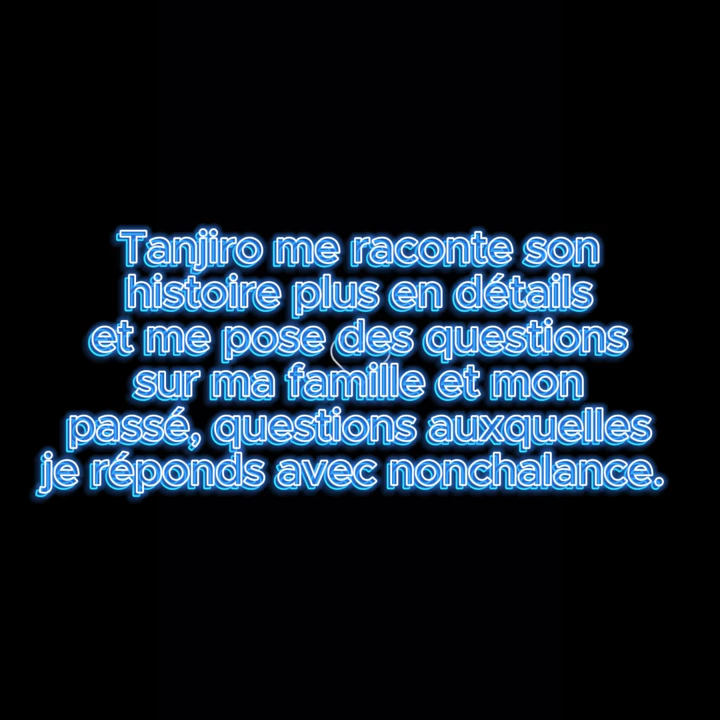 Tanjiro me raconte son
histoire plus en détails
et me pose des questions
sur ma famille et mon
passé, questions auxquelles
je réponds avec nonchalance.